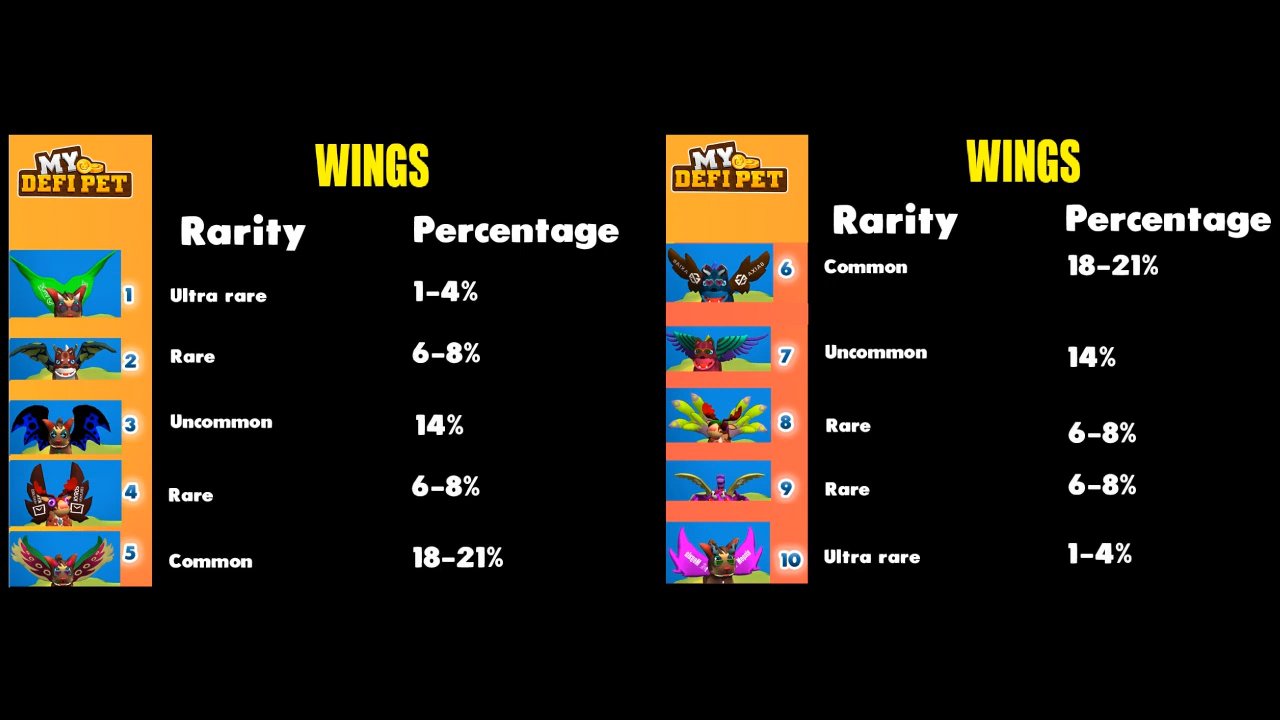 MY
DEFI PET
WINGS
Rarity Percentage
1 Ultra rare 1-4%
2 Rare 6-8%
3 Uncommon 14%
4 Rare 6-8%
5 Common 18-21%
MY
DEFI PET
WINGS
Rarity Percentage
6 Common 18-21%
7 Uncommon 14%
8 Rare 6-8%
9 Rare 6-8%
10 Ultra rare 1-4%